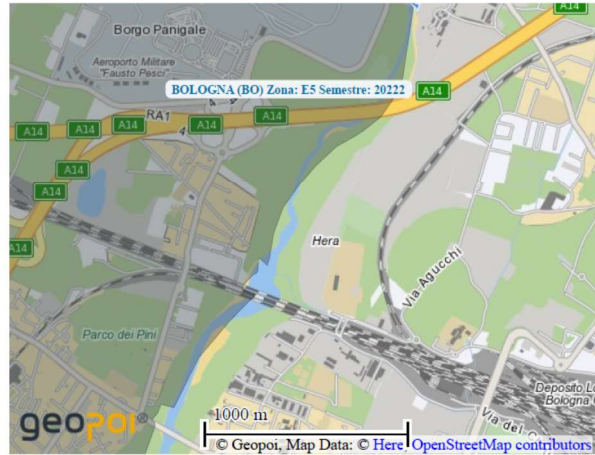 Borgo Panigale
Aeroporto Militare
"Fausto Pesci"
BOLOGNA (BO) Zona: E5 Semestre: 20222
A14
RA1
A14
A14
A14
A14
A14
4
4
A14
A14
A14
Hera
Via Agucchi
Parco dei Pini
Deposito Lo
Bologna C
Via del C
1000 m
geopoi®
© Geopoi, Map Data: © Here, OpenStreetMap contributors